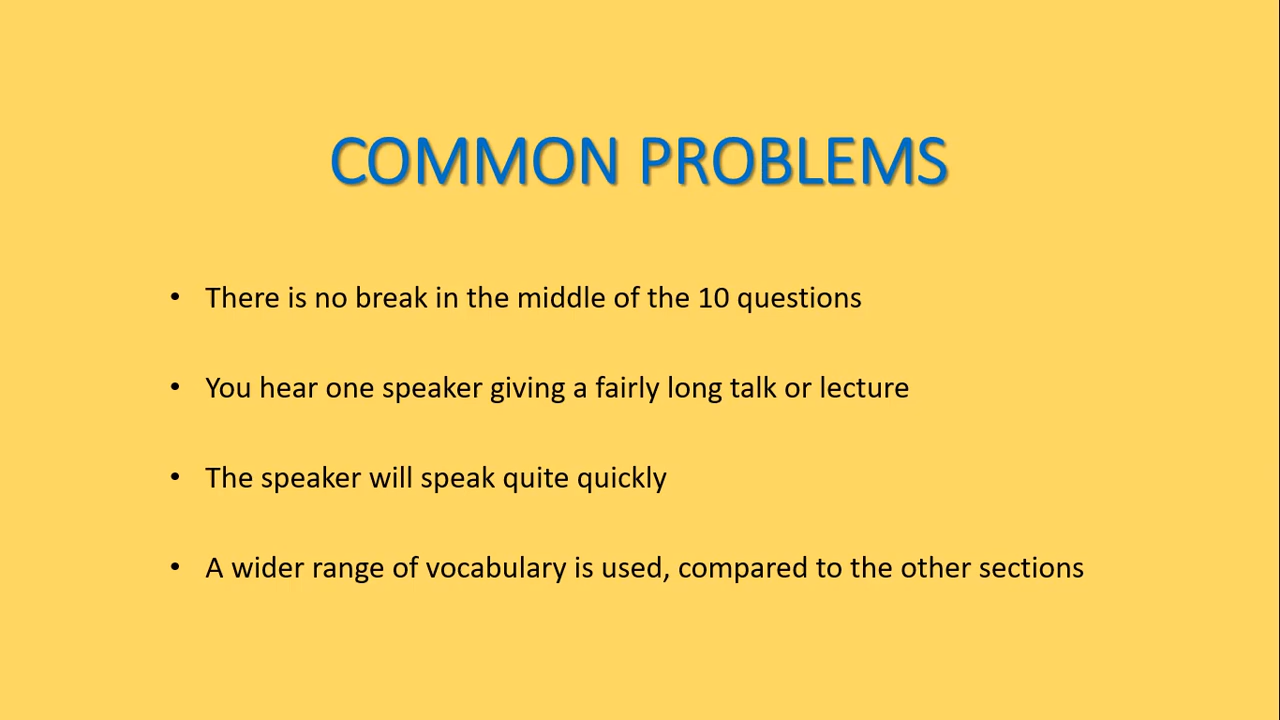 COMMON PROBLEMS
• There is no break in the middle of the 10 questions
• You hear one speaker giving a fairly long talk or lecture
• The speaker will speak quite quickly
• A wider range of vocabulary is used, compared to the other sections